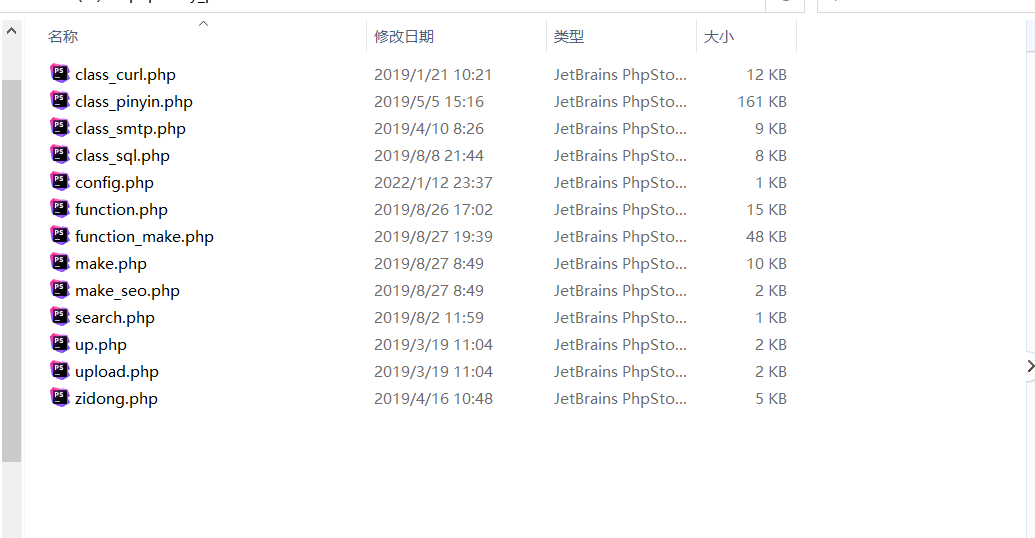 名称 修改日期 类型 大小
class_curl.php 2019/1/21 10:21 JetBrains PhpSto... 12 KB
class_pinyin.php 2019/5/5 15:16 JetBrains PhpSto... 161 KB
class_smtp.php 2019/4/10 8:26 JetBrains PhpSto... 9 KB
class_sql.php 2019/8/8 21:44 JetBrains PhpSto... 8 KB
config.php 2022/1/12 23:37 JetBrains PhpSto... 1 KB
function.php 2019/8/26 17:02 JetBrains PhpSto... 15 KB
function_make.php 2019/8/27 19:39 JetBrains PhpSto... 48 KB
make.php 2019/8/27 8:49 JetBrains PhpSto... 10 KB
make_seo.php 2019/8/27 8:49 JetBrains PhpSto... 2 KB
search.php 2019/8/2 11:59 JetBrains PhpSto... 1 KB
up.php 2019/3/19 11:04 JetBrains PhpSto... 2 KB
upload.php 2019/3/19 11:04 JetBrains PhpSto... 2 KB
zidong.php 2019/4/16 10:48 JetBrains PhpSto... 5 KB